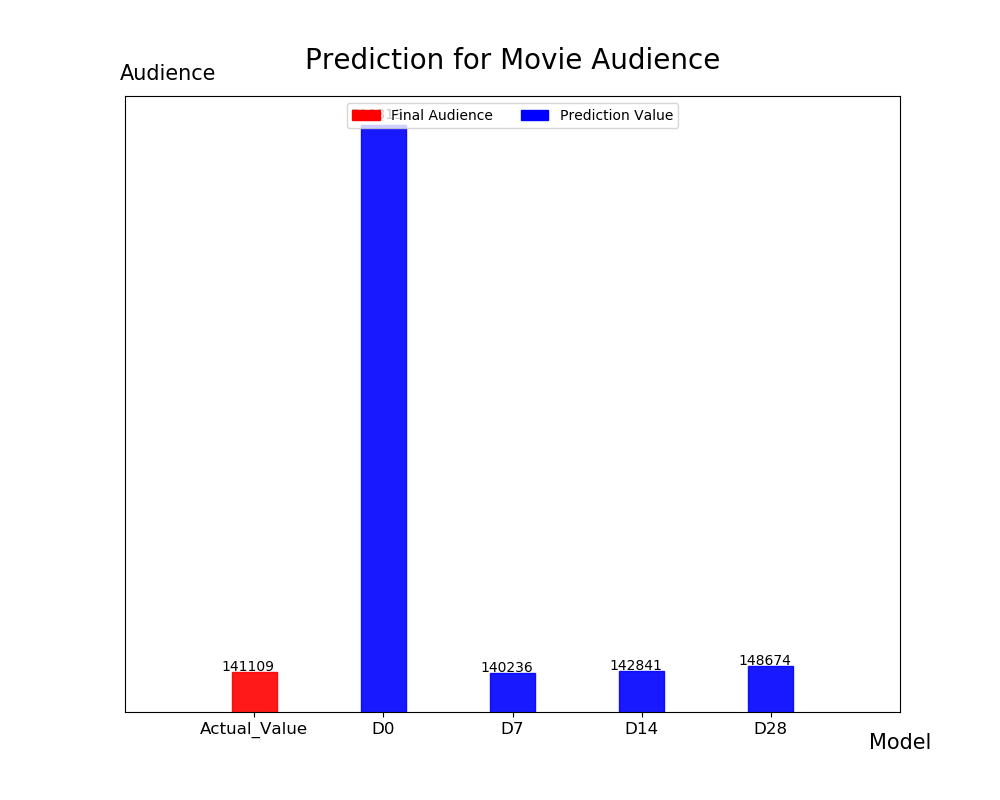 Prediction for Movie Audience
Audience
Final Audience Prediction Value
141109
140236
142841
148674
Actual_Value D0 D7 D14 D28
Model